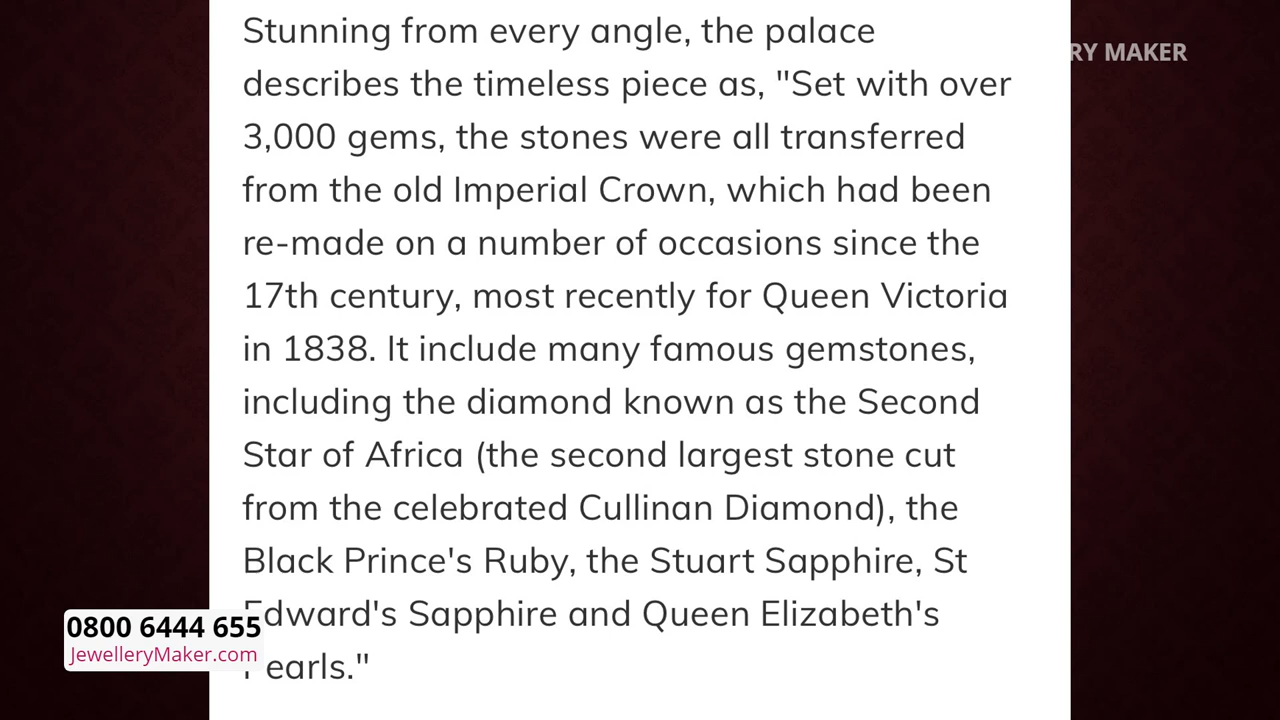 Stunning from every angle, the palace
describes the timeless piece as, "Set with over
3,000 gems, the stones were all transferred
from the old Imperial Crown, which had been
re-made on a number of occasions since the
17th century, most recently for Queen Victoria
in 1838. It include many famous gemstones,
including the diamond known as the Second
Star of Africa (the second largest stone cut
from the celebrated Cullinan Diamond), the
Black Prince's Ruby, the Stuart Sapphire, St
Edward's Sapphire and Queen Elizabeth's
Pearls."
RY MAKER
0800 6444 655
JewelleryMaker.com